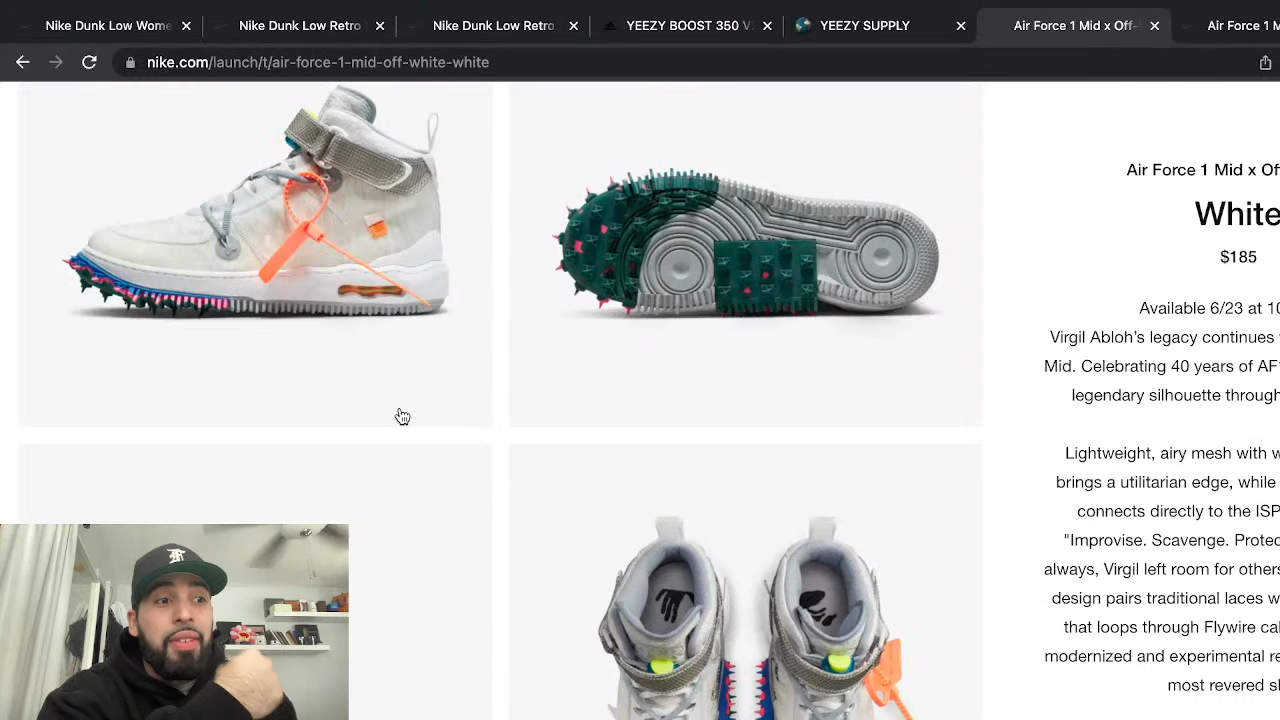 Nike Dunk Low Wome
Nike Dunk Low Retro
Nike Dunk Low Retro
YEEZY BOOST 350 V
YEEZY SUPPLY
Air Force 1 Mid x Off-
Air Force 1 M
nike.com/launch/t/air-force-1-mid-off-white-white
Air Force 1 Mid x Of
White
$185
Available 6/23 at 10
Virgil Abloh's legacy continues
Mid. Celebrating 40 years of AF
legendary silhouette through
Lightweight, airy mesh with w
brings a utilitarian edge, while
connects directly to the ISP
"Improvise. Scavenge. Protec
always, Virgil left room for others
design pairs traditional laces w
that loops through Flywire cal
modernized and experimental re
most revered sl